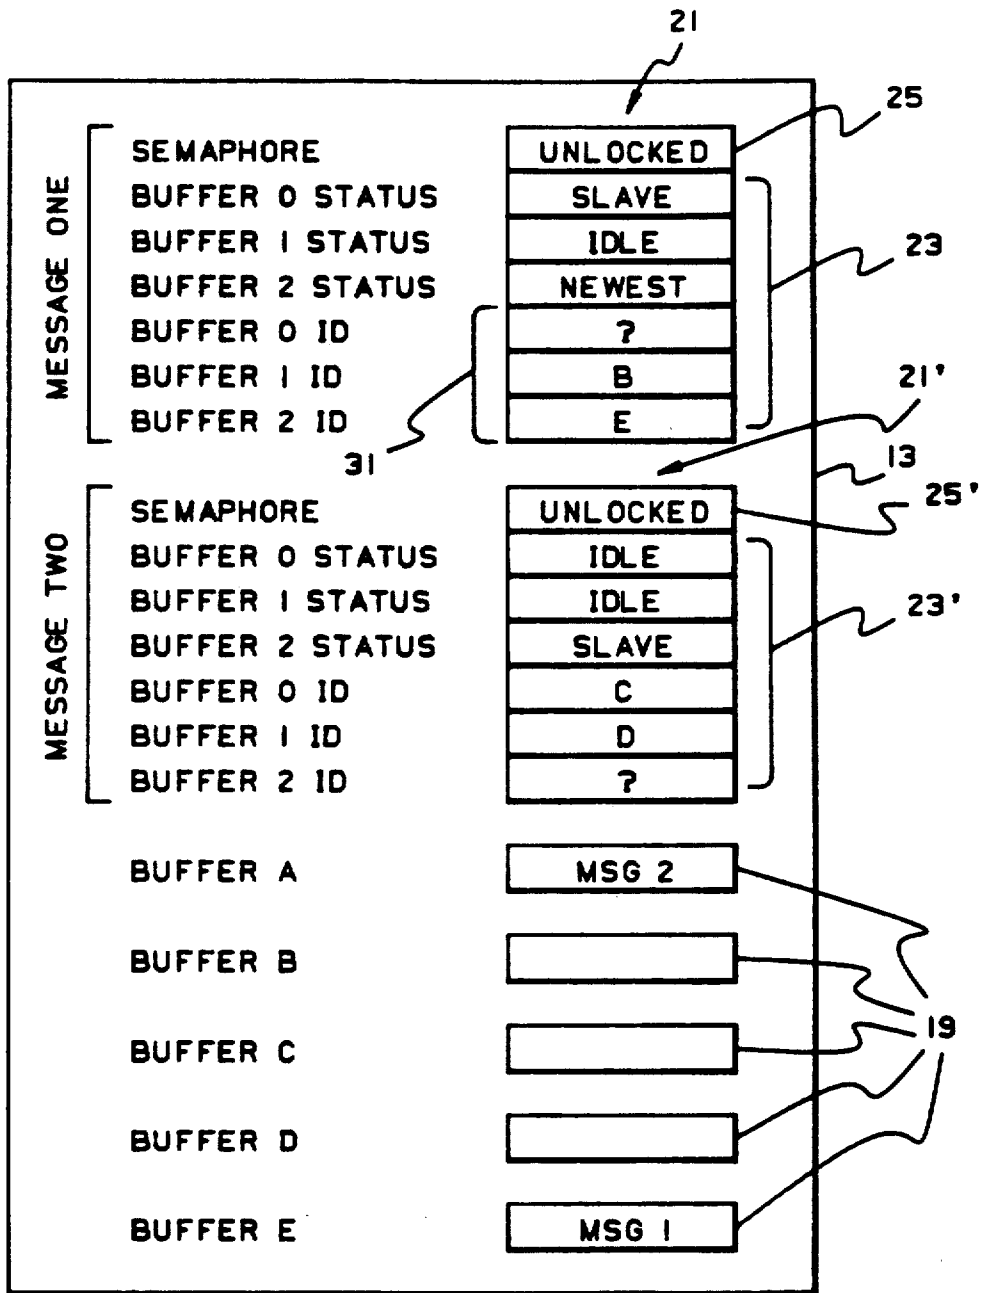 21
25
MESSAGE ONE
SEMAPHORE UNLOCKED
BUFFER 0 STATUS SLAVE
BUFFER 1 STATUS IDLE
23
BUFFER 2 STATUS NEWEST
BUFFER 0 ID ?
BUFFER 1 ID B
21'
BUFFER 2 ID E
31
13
MESSAGE TWO
SEMAPHORE UNLOCKED
25'
BUFFER 0 STATUS IDLE
BUFFER 1 STATUS IDLE
23'
BUFFER 2 STATUS SLAVE
BUFFER 0 ID C
BUFFER 1 ID D
BUFFER 2 ID ?
BUFFER A MSG 2
BUFFER B
19
BUFFER C
BUFFER D
BUFFER E MSG 1